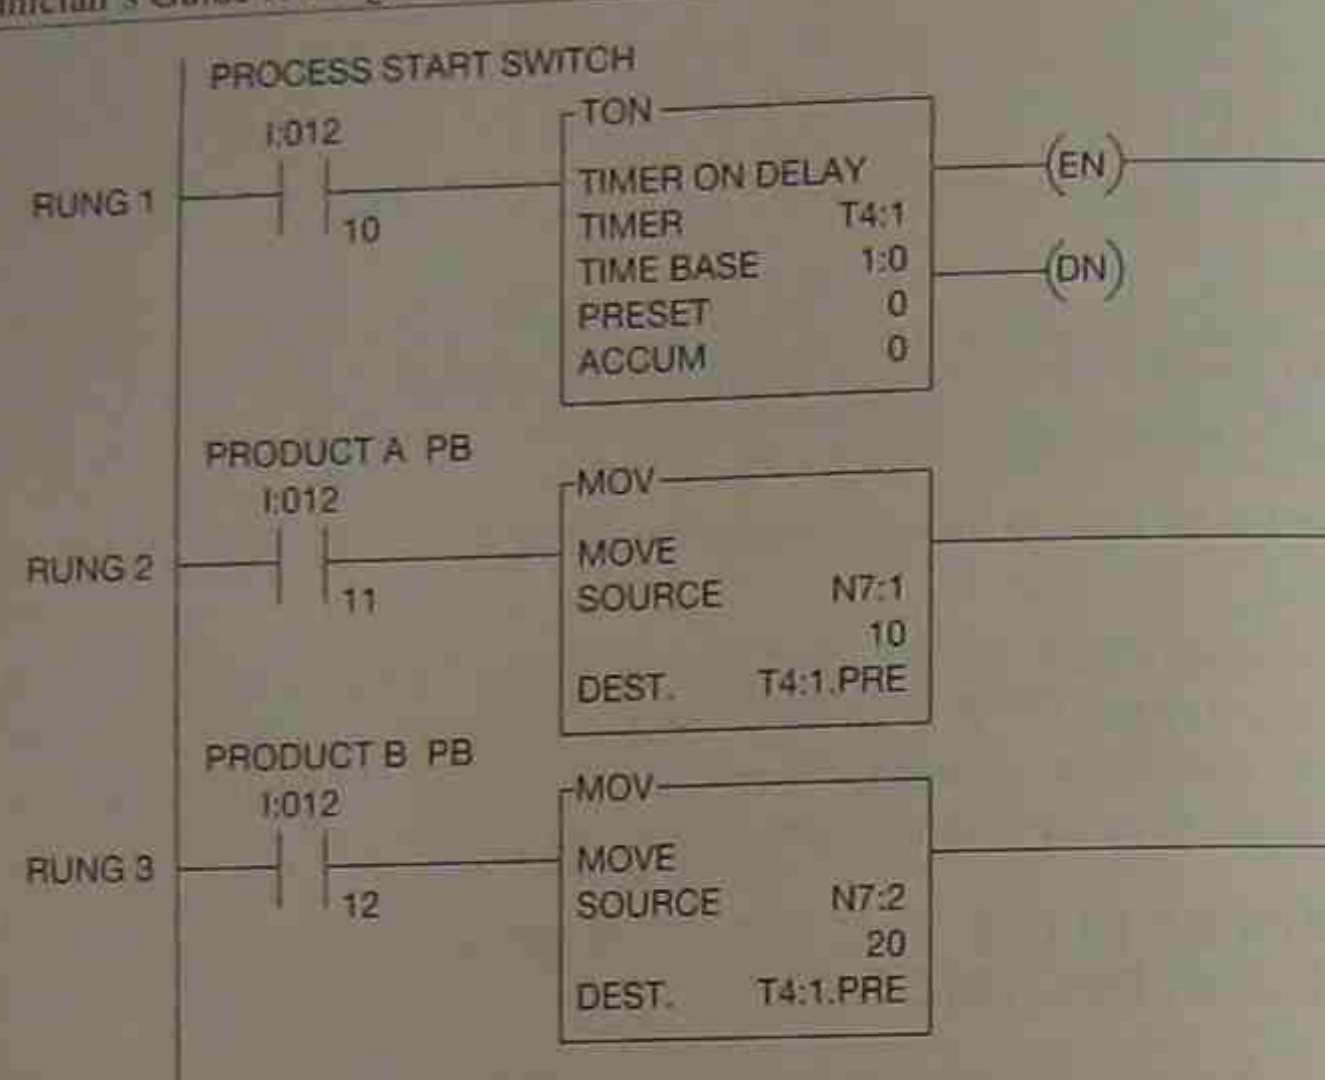 PROCESS START SWITCH
I:012
RUNG 1
10
TON
TIMER ON DELAY
TIMER T4:1
TIME BASE 1:0
PRESET 0
ACCUM 0
(EN)
(DN)
PRODUCT A PB
I:012
RUNG 2
11
MOV
MOVE
SOURCE N7:1
10
DEST. T4:1.PRE
PRODUCT B PB
I:012
RUNG 3
12
MOV
MOVE
SOURCE N7:2
20
DEST. T4:1.PRE